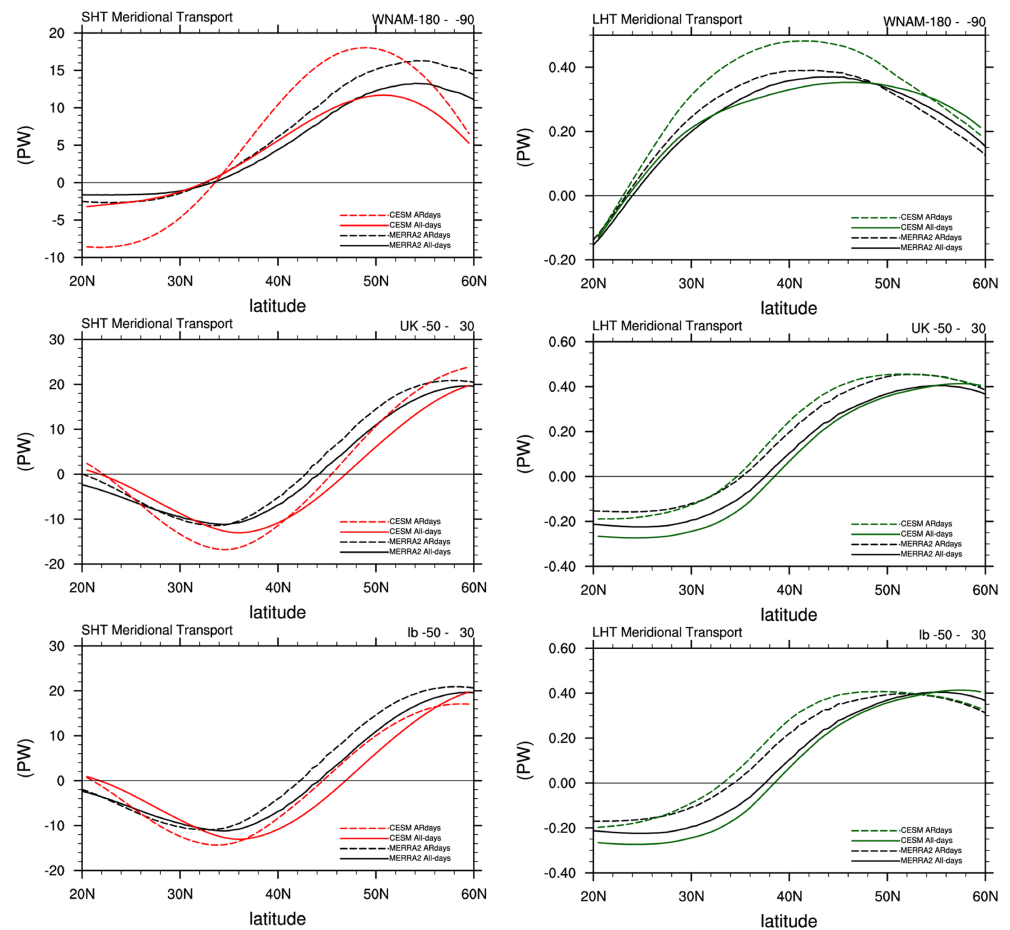 SHT Meridional Transport WNAM-180 - -90
20
15
10
5
0
-5
-10
(PW)
CESM ARdays
CESM All-days
MERRA2 ARdays
MERRA2 All-days
20N 30N 40N 50N 60N
latitude
LHT Meridional Transport WNAM-180 - -90
0.40
0.20
0.00
-0.20
(PW)
CESM ARdays
CESM All-days
MERRA2 ARdays
MERRA2 All-days
20N 30N 40N 50N 60N
latitude
SHT Meridional Transport UK -50 - 30
30
20
10
0
-10
-20
(PW)
CESM ARdays
CESM All-days
MERRA2 ARdays
MERRA2 All-days
20N 30N 40N 50N 60N
latitude
LHT Meridional Transport UK -50 - 30
0.60
0.40
0.20
0.00
-0.20
-0.40
(PW)
CESM ARdays
CESM All-days
MERRA2 ARdays
MERRA2 All-days
20N 30N 40N 50N 60N
latitude
SHT Meridional Transport Ib -50 - 30
30
20
10
0
-10
-20
(PW)
CESM ARdays
CESM All-days
MERRA2 ARdays
MERRA2 All-days
20N 30N 40N 50N 60N
latitude
LHT Meridional Transport Ib -50 - 30
0.60
0.40
0.20
0.00
-0.20
-0.40
(PW)
CESM ARdays
CESM All-days
MERRA2 ARdays
MERRA2 All-days
20N 30N 40N 50N 60N
latitude